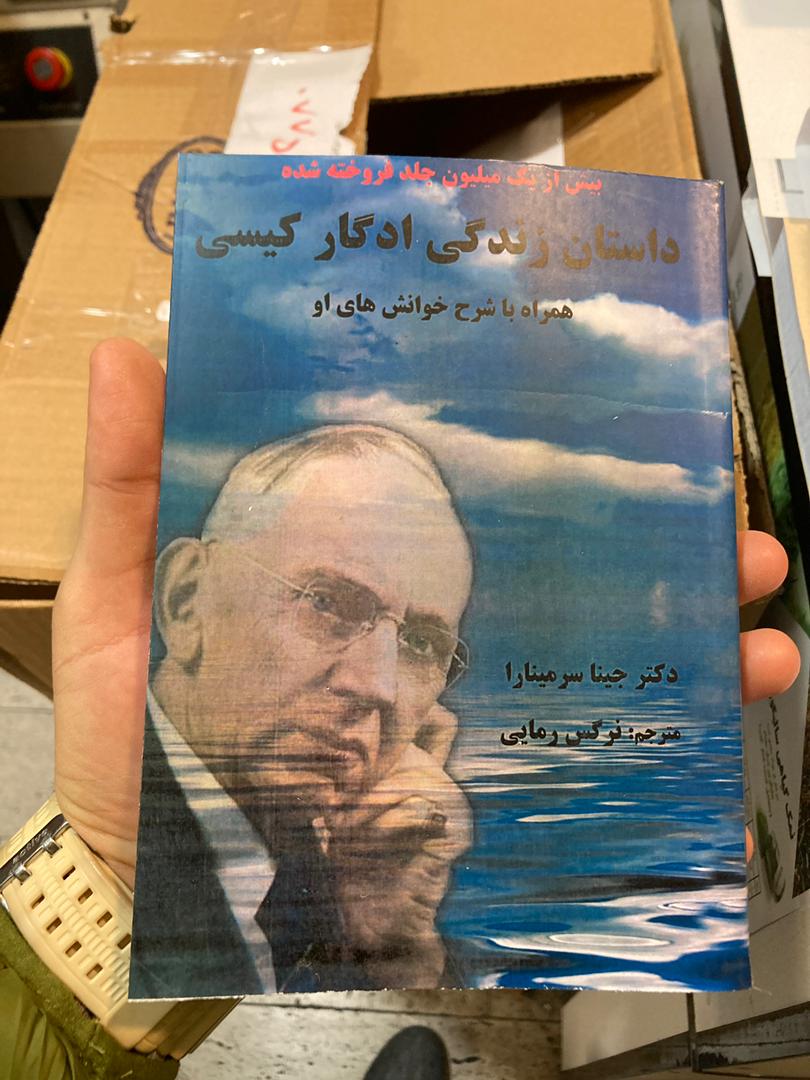 بیش از یک میلیون جلد فروخته شده
داستان زندگی ادگار کیسی
همراه با شرح خوانش های او
دکتر جینا سرمینارا
مترجم: نرگس رمایی